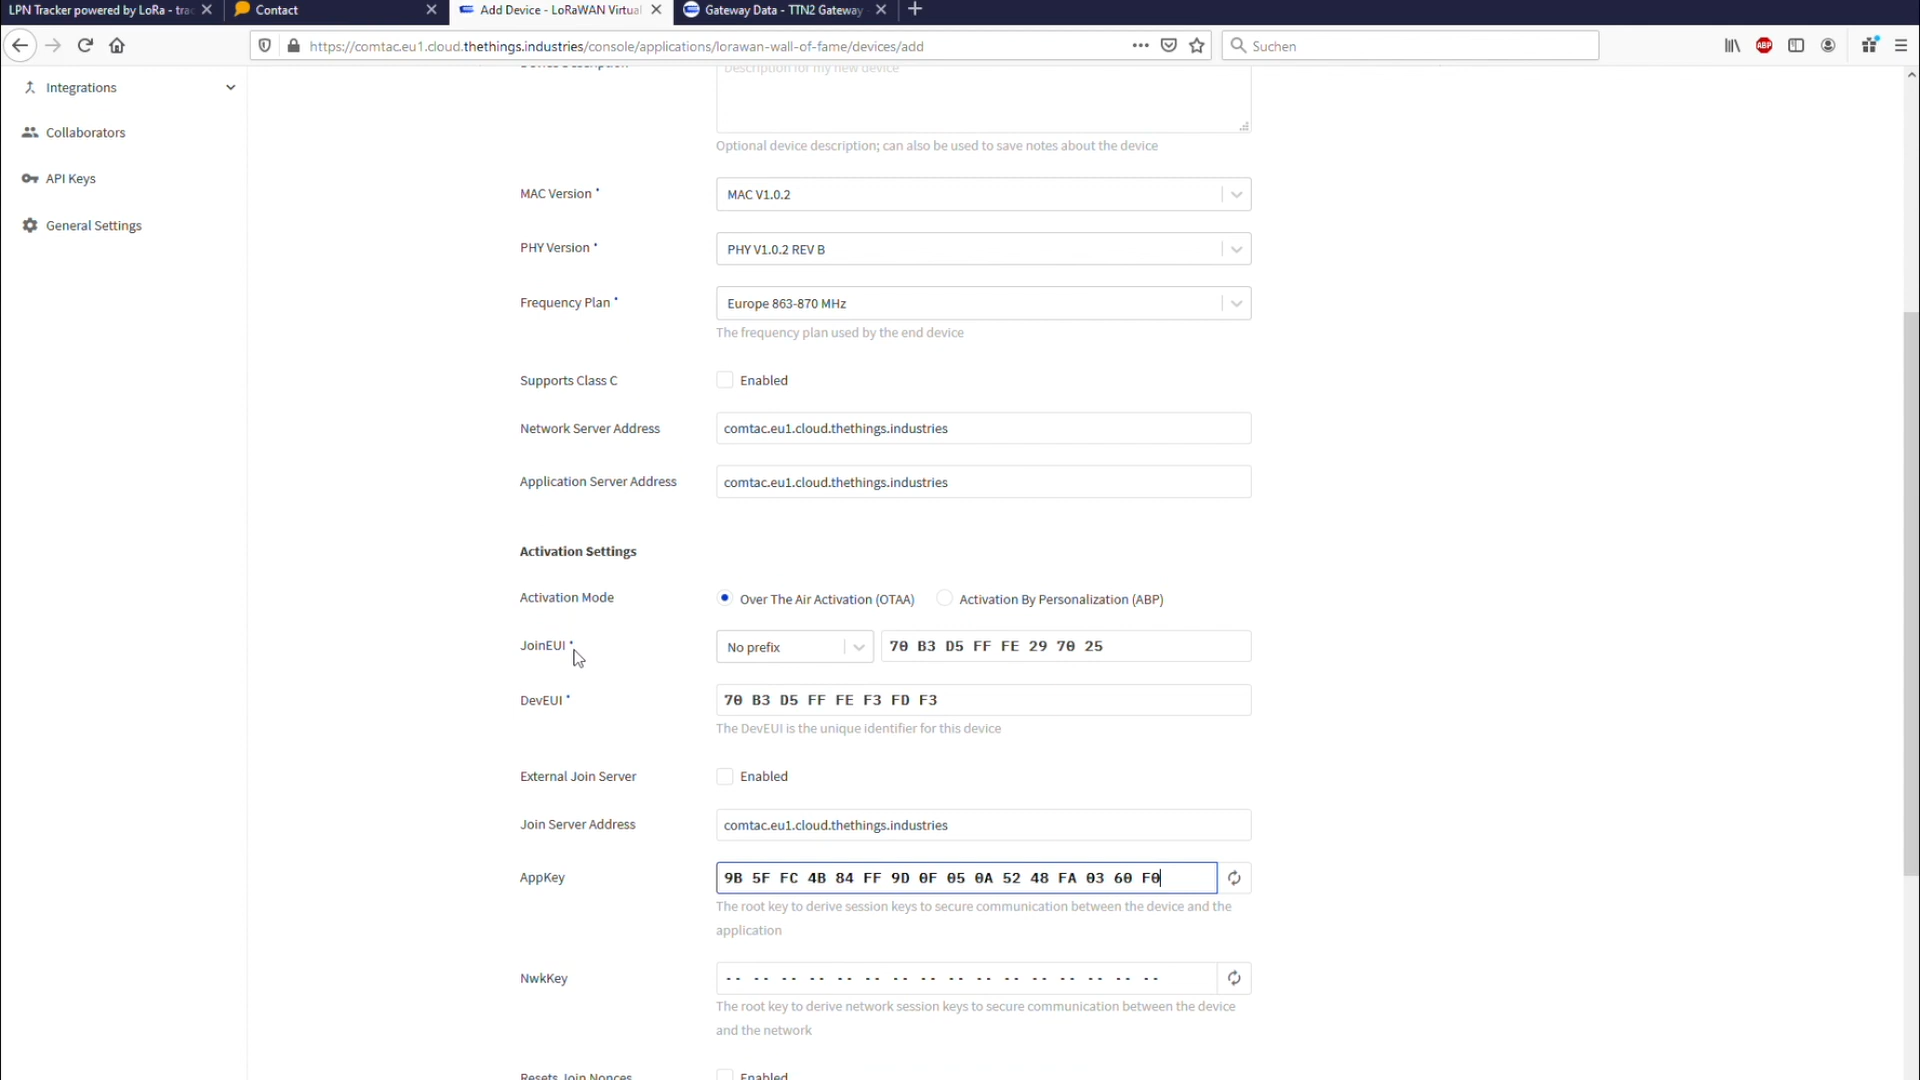 LPN Tracker powered by LoRa - tra
Contact
Add Device - LoRaWAN Virtual
Gateway Data - TTN2 Gateway
https://comtac.eu1.cloud.thethings.industries/console/applications/lorawan-wall-of-fame/devices/add
Suchen
ABP
Integrations
Collaborators
API Keys
General Settings
Device Description
Description for my new device
Optional device description; can also be used to save notes about the device
MAC Version *
MAC V1.0.2
PHY Version *
PHY V1.0.2 REV B
Frequency Plan *
Europe 863-870 MHz
The frequency plan used by the end device
Supports Class C
Enabled
Network Server Address
comtac.eu1.cloud.thethings.industries
Application Server Address
comtac.eu1.cloud.thethings.industries
Activation Settings
Activation Mode
Over The Air Activation (OTAA)
Activation By Personalization (ABP)
JoinEUI *
No prefix
70 B3 D5 FF FE 29 70 25
DevEUI *
70 B3 D5 FF FE F3 FD F3
The DevEUI is the unique identifier for this device
External Join Server
Enabled
Join Server Address
comtac.eu1.cloud.thethings.industries
AppKey
9B 5F FC 4B 84 FF 9D 0F 05 0A 52 48 FA 03 60 F0
The root key to derive session keys to secure communication between the device and the
application
NwkKey
·· ·· ·· ·· ·· ·· ·· ·· ·· ·· ·· ·· ·· ·· ·· ··
The root key to derive network session keys to secure communication between the device
and the network
Resets Join Nonces
Enabled